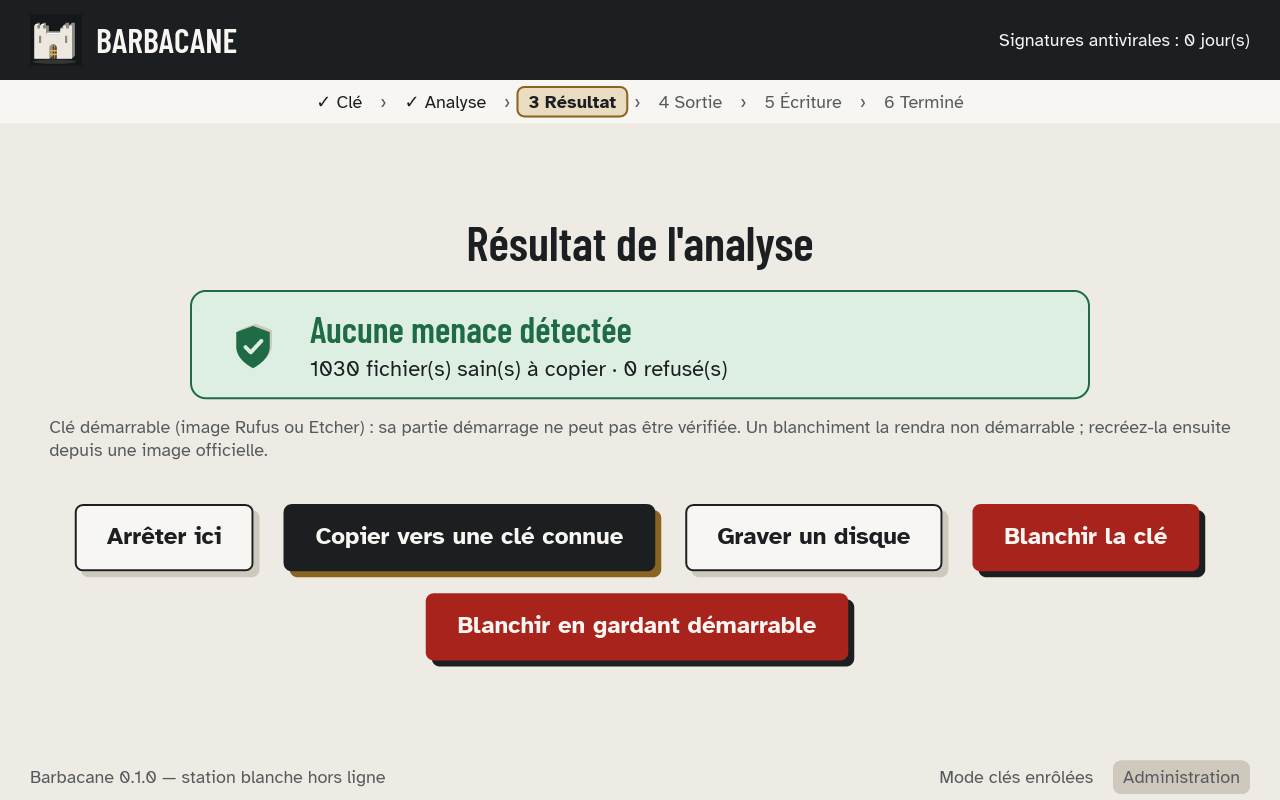 BARBACANE
Signatures antivirales : 0 jour(s)
✓ Clé › ✓ Analyse › 3 Résultat › 4 Sortie › 5 Écriture › 6 Terminé
Résultat de l'analyse
Aucune menace détectée
1030 fichier(s) sain(s) à copier · 0 refusé(s)
Clé démarrable (image Rufus ou Etcher) : sa partie démarrage ne peut pas être vérifiée. Un blanchiment la rendra non démarrable ; recréez-la ensuite
depuis une image officielle.
Arrêter ici
Copier vers une clé connue
Graver un disque
Blanchir la clé
Blanchir en gardant démarrable
Barbacane 0.1.0 — station blanche hors ligne
Mode clés enrôlées
Administration